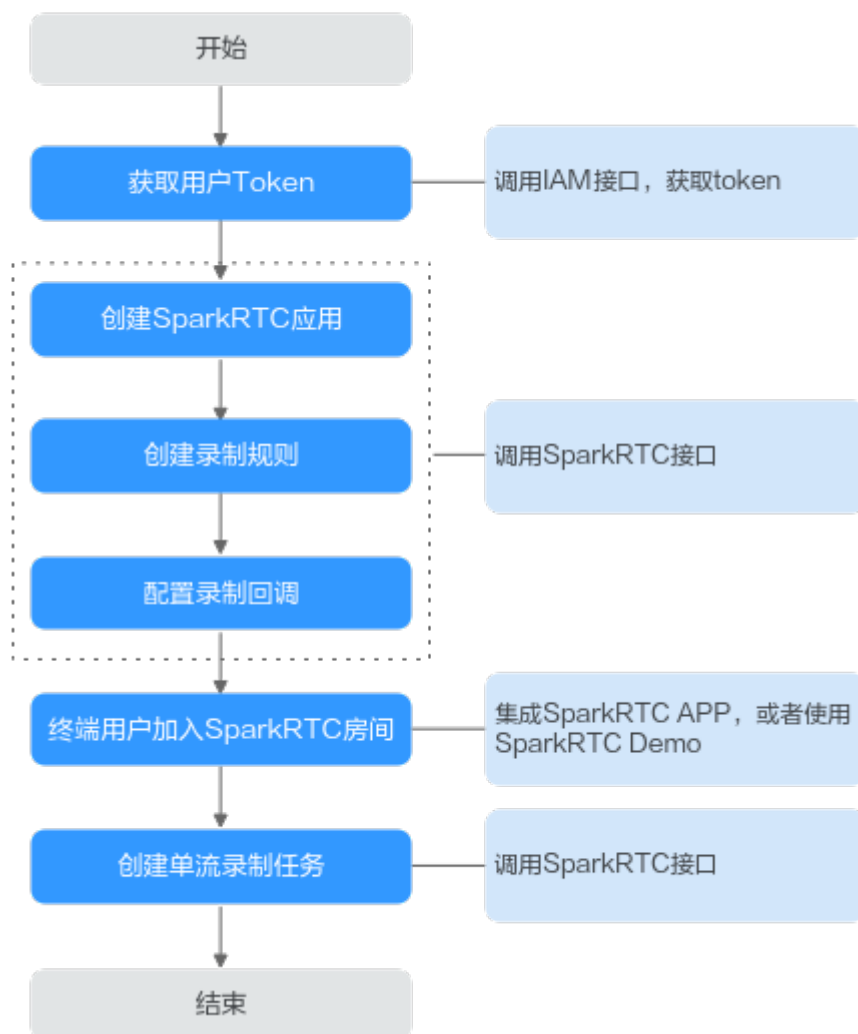 开始
获取用户Token
调用IAM接口，获取token
创建SparkRTC应用
创建录制规则
调用SparkRTC接口
配置录制回调
终端用户加入SparkRTC房间
集成SparkRTC APP，或者使用
SparkRTC Demo
创建单流录制任务
调用SparkRTC接口
结束